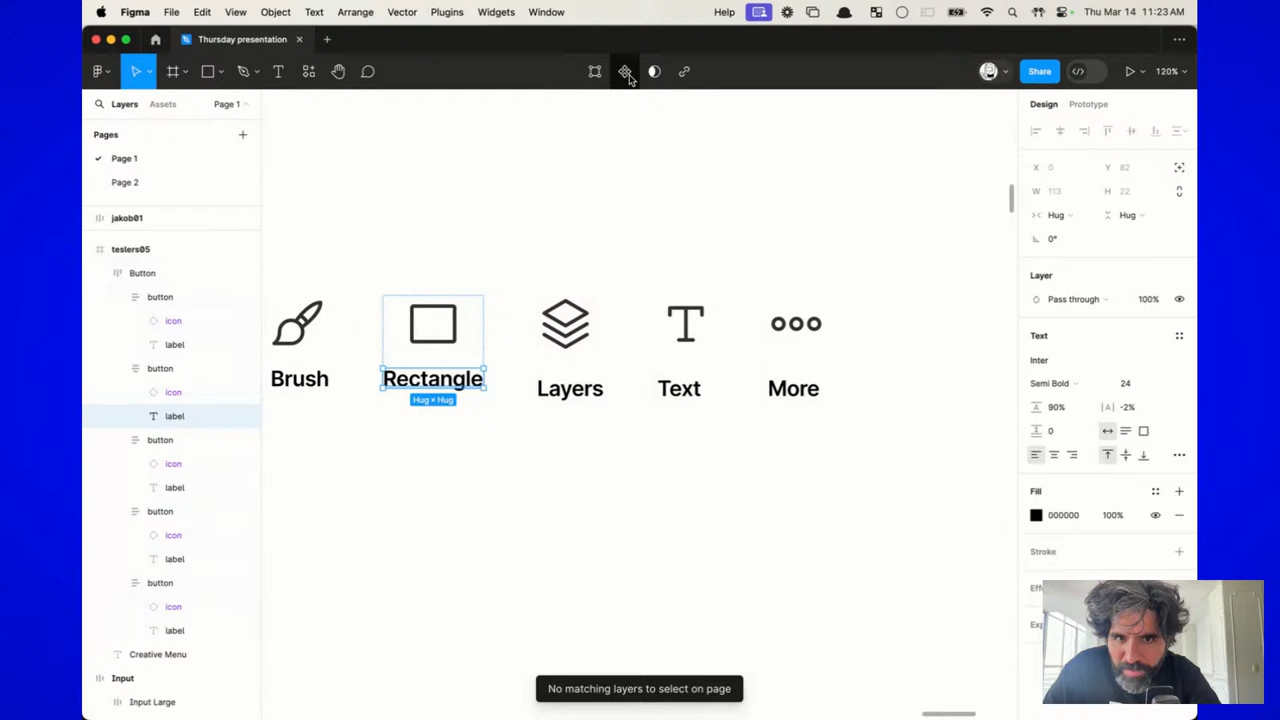 Figma File Edit View Object Text Arrange Vector Plugins Widgets Window Help Thu Mar 14 11:23 AM
Thursday presentation
Share
120%
Layers Assets Page 1
Pages
Page 1
Page 2
jakob01
teslers05
Button
button
icon
label
button
icon
label
button
icon
label
button
icon
label
button
icon
label
Creative Menu
Input
Input Large
Brush
Rectangle
Layers
Text
More
Hug × Hug
No matching layers to select on page
Design Prototype
X 0 Y 82
W 113 H 22
Hug Hug
0°
Layer
Pass through 100%
Text
Inter
Semi Bold 24
90% |A| -2%
0
Fill
000000 100%
Stroke